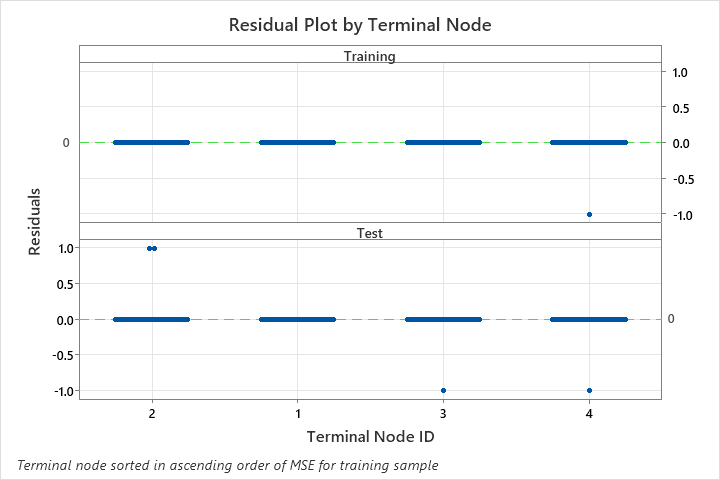 Residual Plot by Terminal Node
Training
1.0
0.5
0 0.0
-0.5
-1.0
Residuals
Test
1.0
0.5
0.0 0
-0.5
-1.0
2 1 3 4
Terminal Node ID
Terminal node sorted in ascending order of MSE for training sample